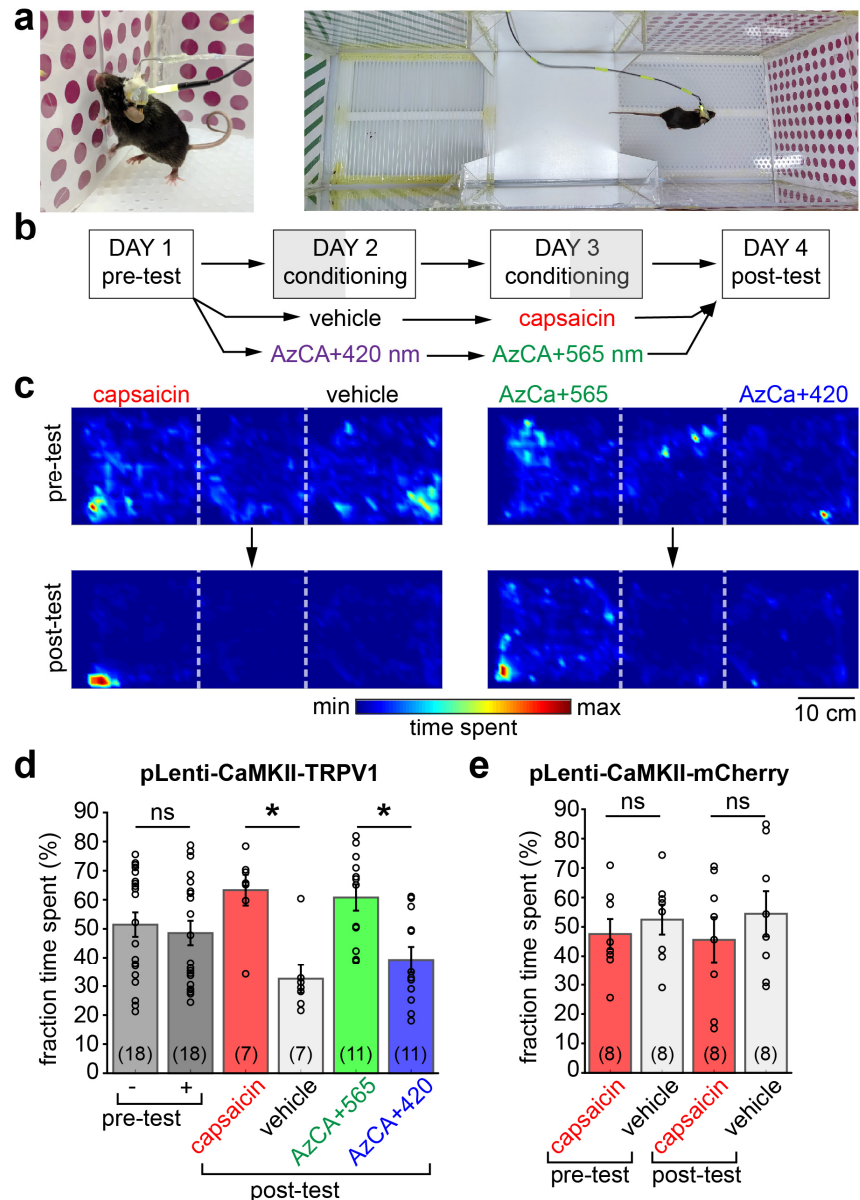 a
b
DAY 1
pre-test
DAY 2
conditioning
DAY 3
conditioning
DAY 4
post-test
vehicle
capsaicin
AzCA+420 nm
AzCA+565 nm
c
capsaicin
vehicle
AzCa+565
AzCa+420
pre-test
post-test
min
max
time spent
10 cm
d
pLenti-CaMKII-TRPV1
fraction time spent (%)
90
80
70
60
50
40
30
20
10
0
ns
*
*
(18)
(18)
(7)
(7)
(11)
(11)
-
+
capsaicin
vehicle
AzCA+565
AzCA+420
pre-test
post-test
e
pLenti-CaMKII-mCherry
fraction time spent (%)
90
80
70
60
50
40
30
20
10
0
ns
ns
(8)
(8)
(8)
(8)
capsaicin
vehicle
capsaicin
vehicle
pre-test
post-test